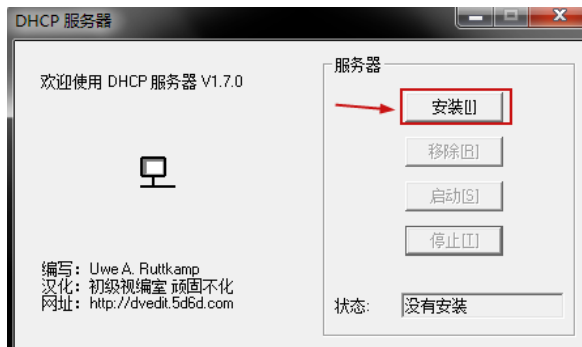 DHCP 服务器
欢迎使用 DHCP 服务器 V1.7.0
编写：Uwe A. Ruttkamp
汉化：初级视编室 顽固不化
网址：http://dvedit.5d6d.com
服务器
安装[I]
移除[R]
启动[S]
停止[T]
状态: 没有安装